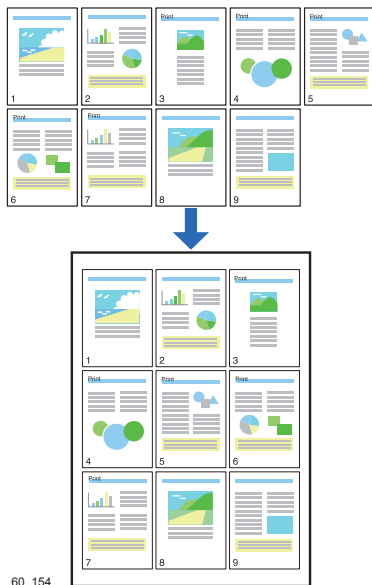 Print Print Print
1 2 3 4 5
Print Print
6 7 8 9
Print
1 2 3
Print Print Print
4 5 6
Print
7 8 9
60_154